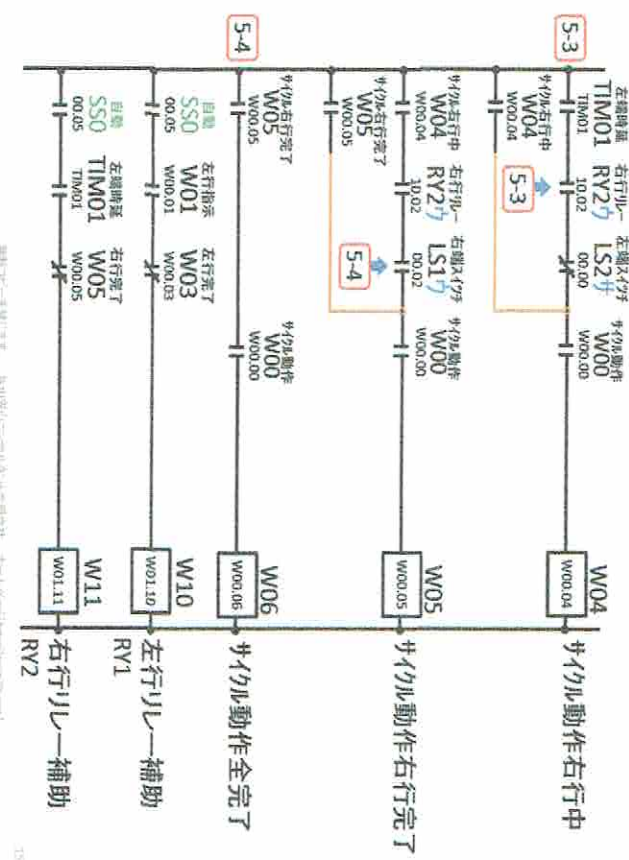 5-3
左端時延 右行リレー 左端スイッチ サイクル動作
TIM01 RY2ウ LS2サ W00
TIM01 10.02 00.00 W00.00
W04
W00.04
サイクル動作右行中
サイクル右行中
W04
W00.04
5-3
サイクル右行中 右行リレー 右端スイッチ サイクル動作
W04 RY2ウ LS1ウ W00
W00.04 10.02 00.02 W00.00
W05
W00.05
サイクル動作右行完了
サイクル右行完了
W05
W00.05
5-4
5-4
サイクル右行完了 サイクル動作
W05 W00
W00.05 W00.00
W06
W00.06
サイクル動作全完了
自動 左行指示 左行完了
SS0 W01 W03
00.05 W00.01 W00.03
W10
W01.10
左行リレー補助
RY1
自動 左端時延 右行完了
SS0 TIM01 W05
00.05 TIM01 W00.05
W11
W01.11
右行リレー補助
RY2
15